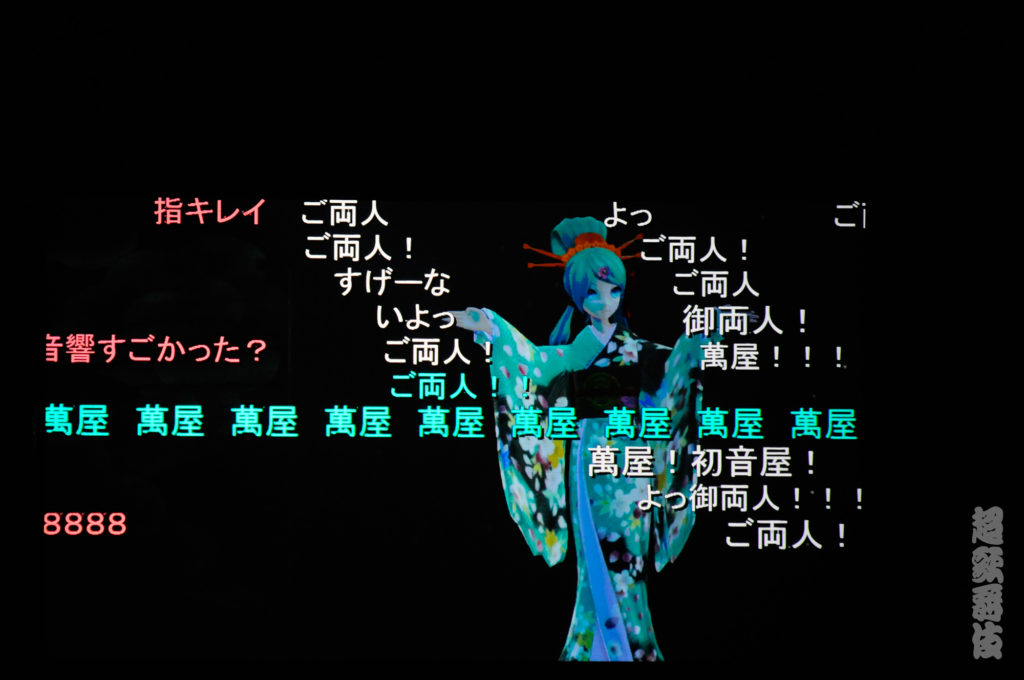 指キレイ
ご両人
よっ
ご
ご両人！
ご両人！
すげーな
ご両人
いよっ
御両人！
音響すごかった？
ご両人！
萬屋！！！
ご両人！！
萬屋 萬屋 萬屋 萬屋 萬屋 萬屋 萬屋 萬屋 萬屋
萬屋！初音屋！
よっ御両人！！！
8888
ご両人！
超歌舞伎